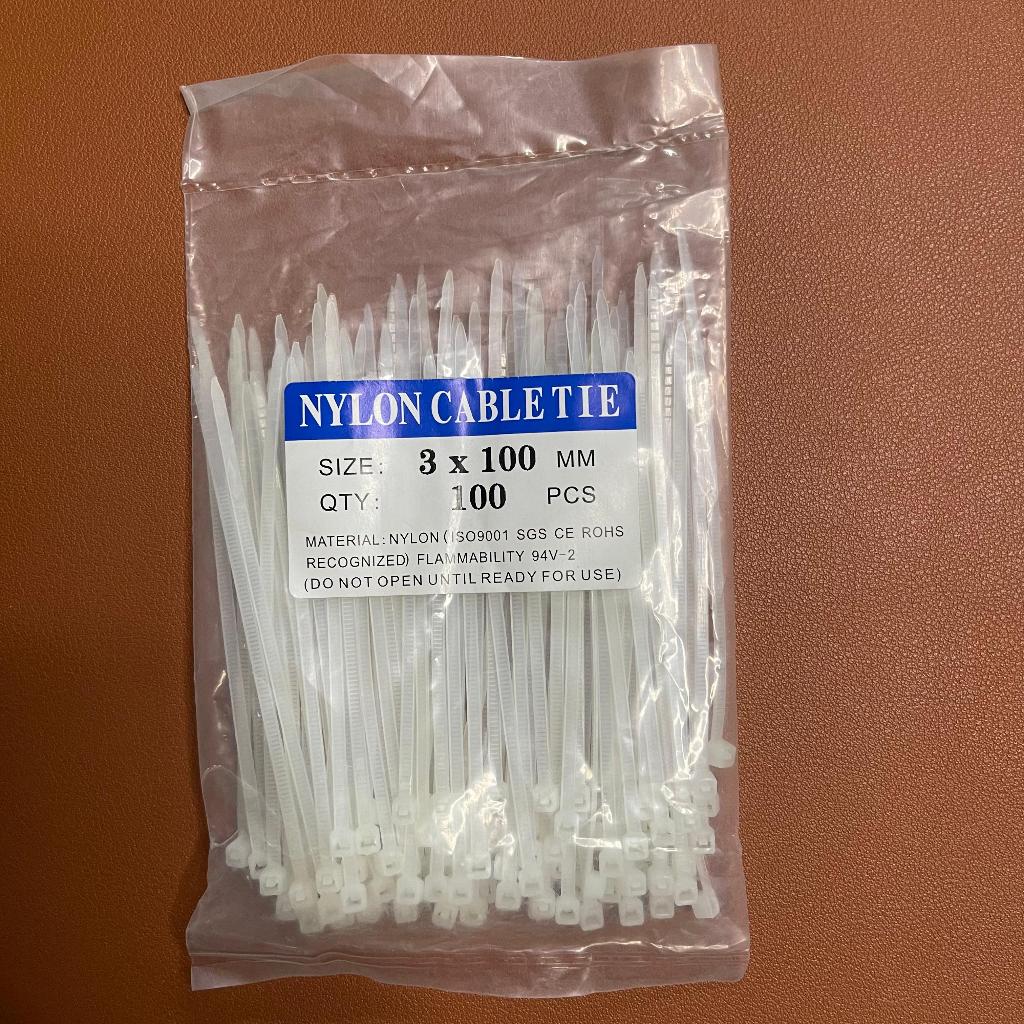 NYLON CABLE TIE
SIZE: 3 x 100 MM
QTY: 100 PCS
MATERIAL:NYLON (ISO9001 SGS CE ROHS
RECOGNIZED) FLAMMABILITY 94V-2
(DO NOT OPEN UNTIL READY FOR USE)